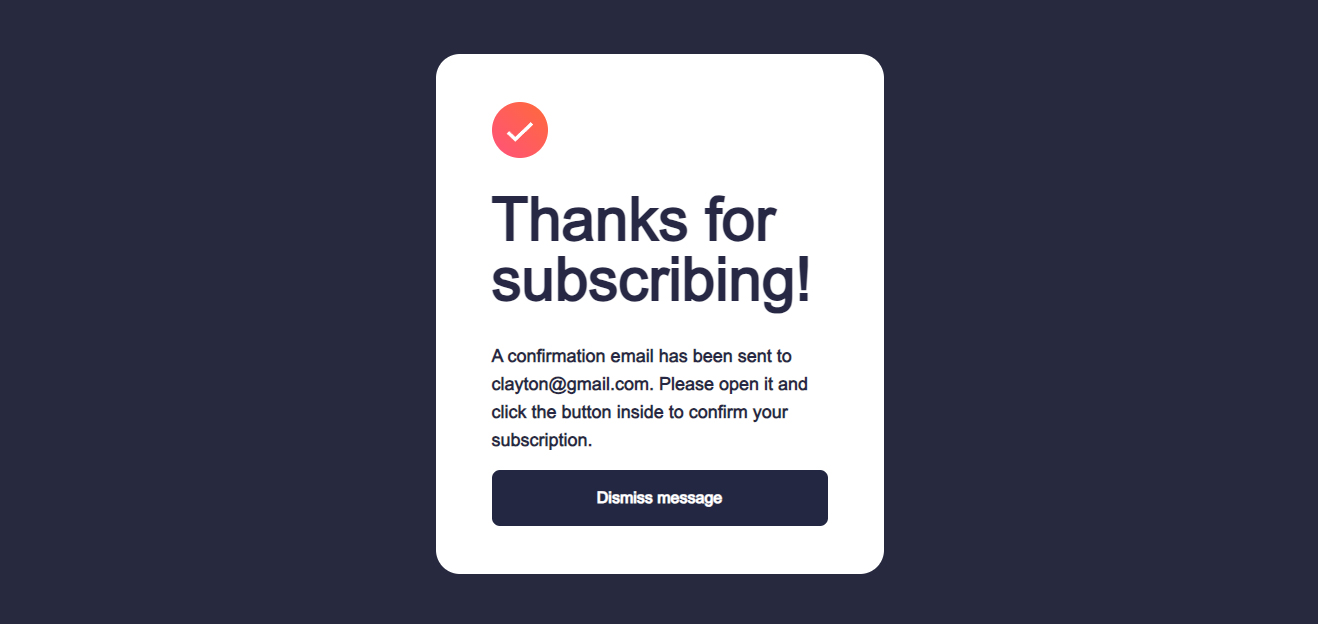 Thanks for
subscribing!
A confirmation email has been sent to
clayton@gmail.com. Please open it and
click the button inside to confirm your
subscription.
Dismiss message